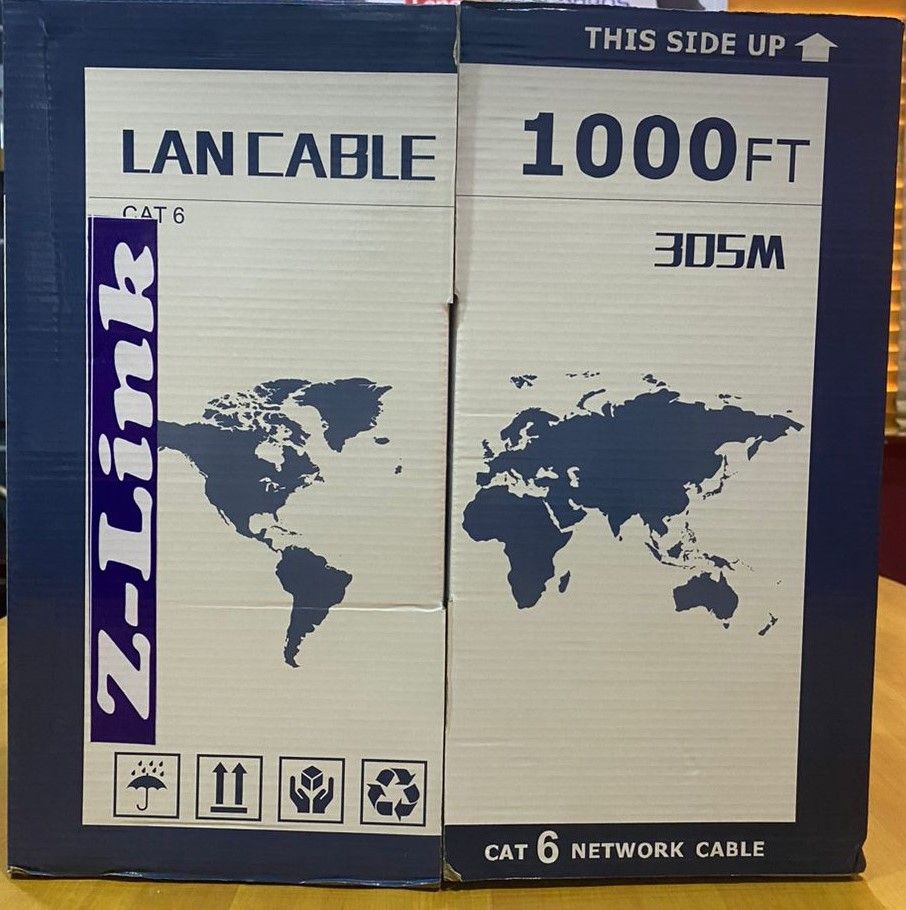 THIS SIDE UP
LAN CABLE
1000FT
CAT 6
305M
Z-Link
CAT 6 NETWORK CABLE